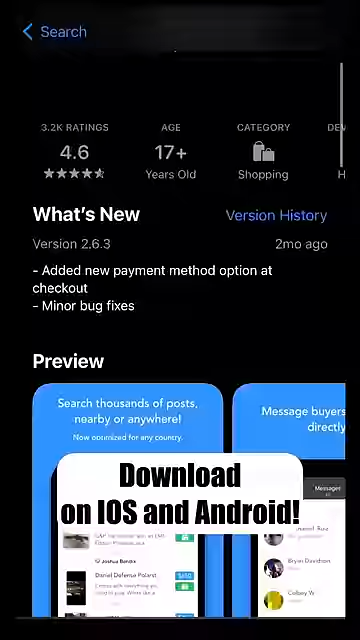 Search
3.2K RATINGS
AGE
CATEGORY
4.6
17+
Years Old
Shopping
What's New
Version History
Version 2.6.3
2mo ago
- Added new payment method option at
checkout
- Minor bug fixes
Preview
Search thousands of posts,
nearby or anywhere!
Now optimized for any country.
Message buyers
directly
Download
on IOS and Android!
Messages
Joshua Bendix
Daniel Defense Polarst
Bryan Davidson
Colbey W